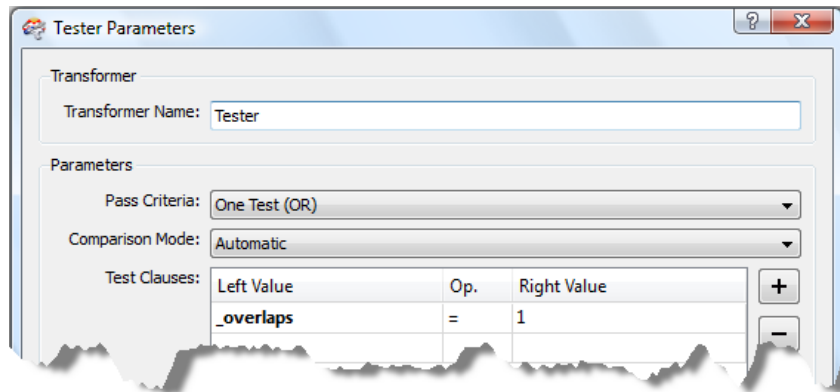 Tester Parameters
Transformer
Transformer Name: Tester
Parameters
Pass Criteria: One Test (OR)
Comparison Mode: Automatic
Test Clauses: Left Value Op. Right Value
_overlaps = 1